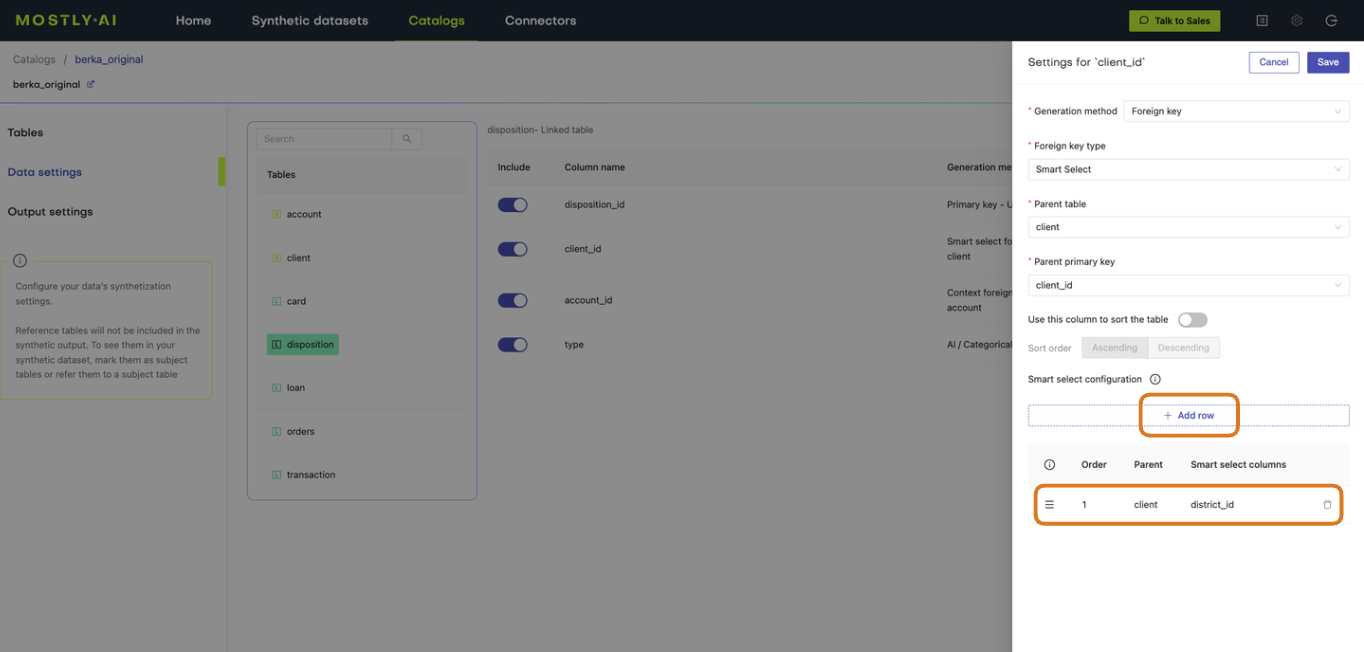 MOSTLY·AI Home Synthetic datasets Catalogs Connectors Talk to Sales
Catalogs / berka_original
berka_original
Tables
Data settings
Output settings
Configure your data's synthetization
settings.
Reference tables will not be included in the
synthetic output. To see them in your
synthetic dataset, mark them as subject
tables or refer them to a subject table
Search
Tables
S account
S client
L card
L disposition
L loan
L orders
L transaction
disposition- Linked table
Include Column name Generation me
disposition_id Primary key - U
client_id Smart select fo
client
account_id Context foreign
account
type AI / Categorical
Settings for `client_id` Cancel Save
* Generation method Foreign key
* Foreign key type
Smart Select
* Parent table
client
* Parent primary key
client_id
Use this column to sort the table
Sort order Ascending Descending
Smart select configuration
+ Add row
Order Parent Smart select columns
1 client district_id